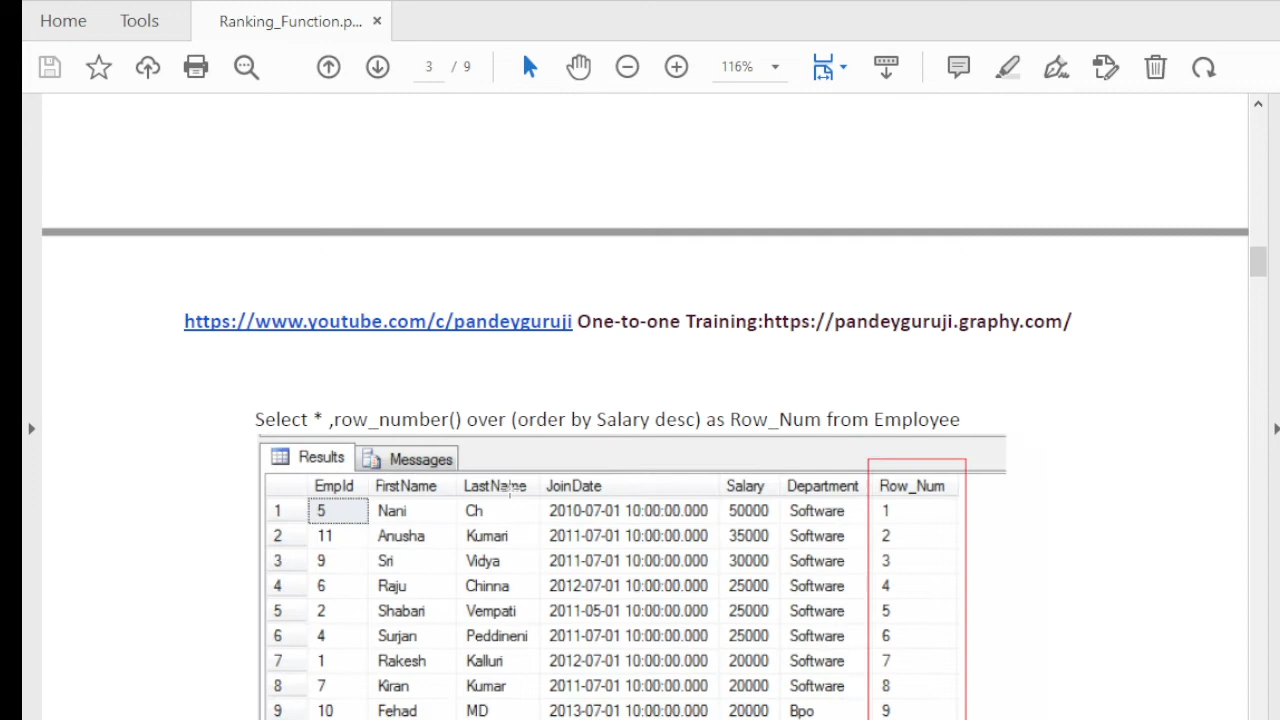 Home Tools Ranking_Function.p... ×
3 / 9 116%
https://www.youtube.com/c/pandeyguruji One-to-one Training:https://pandeyguruji.graphy.com/
Select * ,row_number() over (order by Salary desc) as Row_Num from Employee
Results Messages
EmpId FirstName LastName JoinDate Salary Department Row_Num
1 5 Nani Ch 2010-07-01 10:00:00.000 50000 Software 1
2 11 Anusha Kumari 2011-07-01 10:00:00.000 35000 Software 2
3 9 Sri Vidya 2011-07-01 10:00:00.000 30000 Software 3
4 6 Raju Chinna 2012-07-01 10:00:00.000 25000 Software 4
5 2 Shabari Vempati 2011-05-01 10:00:00.000 25000 Software 5
6 4 Surjan Peddineni 2011-07-01 10:00:00.000 25000 Software 6
7 1 Rakesh Kalluri 2012-07-01 10:00:00.000 20000 Software 7
8 7 Kiran Kumar 2011-07-01 10:00:00.000 20000 Software 8
9 10 Fehad MD 2013-07-01 10:00:00.000 20000 Bpo 9